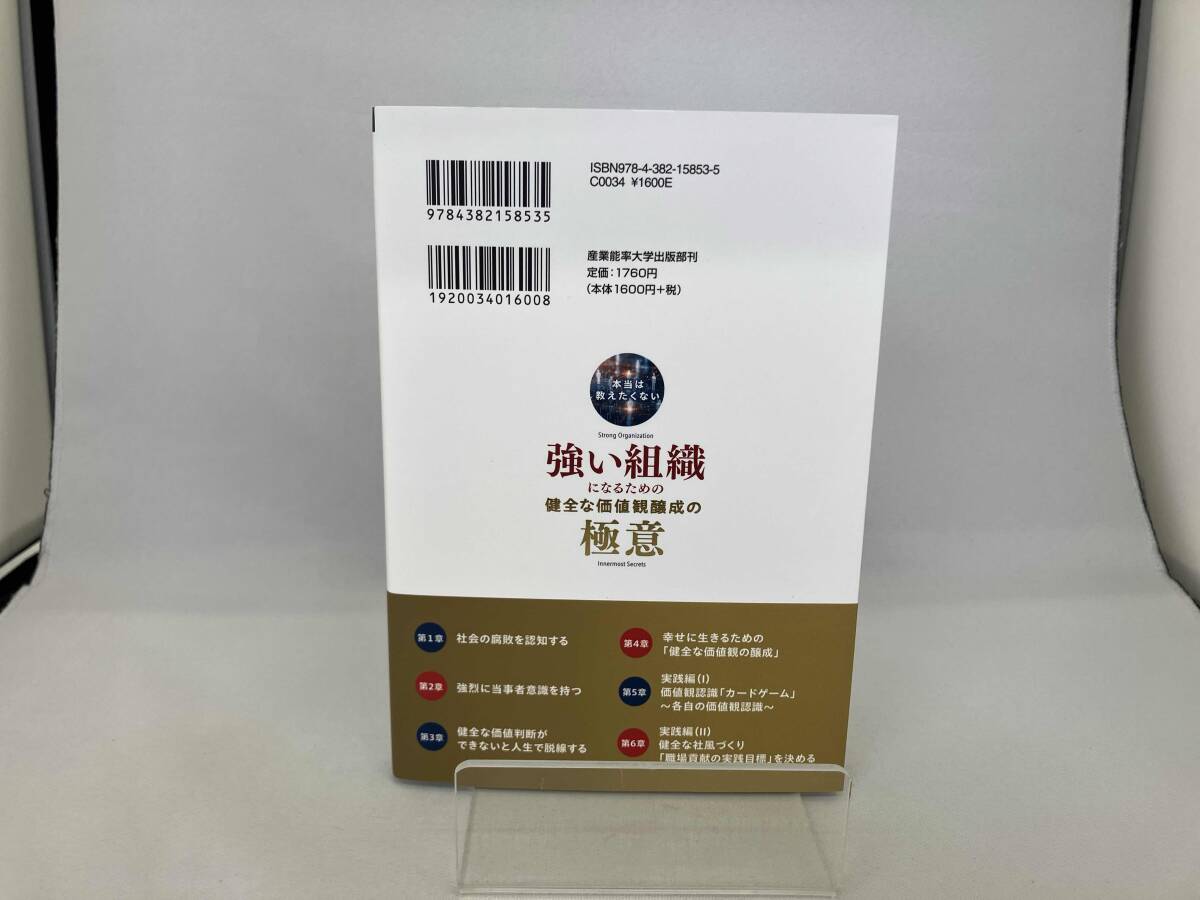 ISBN978-4-382-15853-5
C0034 ¥1600E
9784382158535
産業能率大学出版部刊
定価:1760円
(本体1600円+税)
1920034016008
本当は
教えたくない
Strong Organization
強い組織
になるための
健全な価値観醸成の
極意
Innermost Secrets
第1章 社会の腐敗を認知する
第2章 強烈に当事者意識を持つ
第3章 健全な価値判断が
できないと人生で脱線する
第4章 幸せに生きるための
「健全な価値観の醸成」
第5章 実践編(I)
価値観認識「カードゲーム」
～各自の価値観認識～
第6章 実践編(II)
健全な社風づくり
「職場貢献の実践目標」を決める